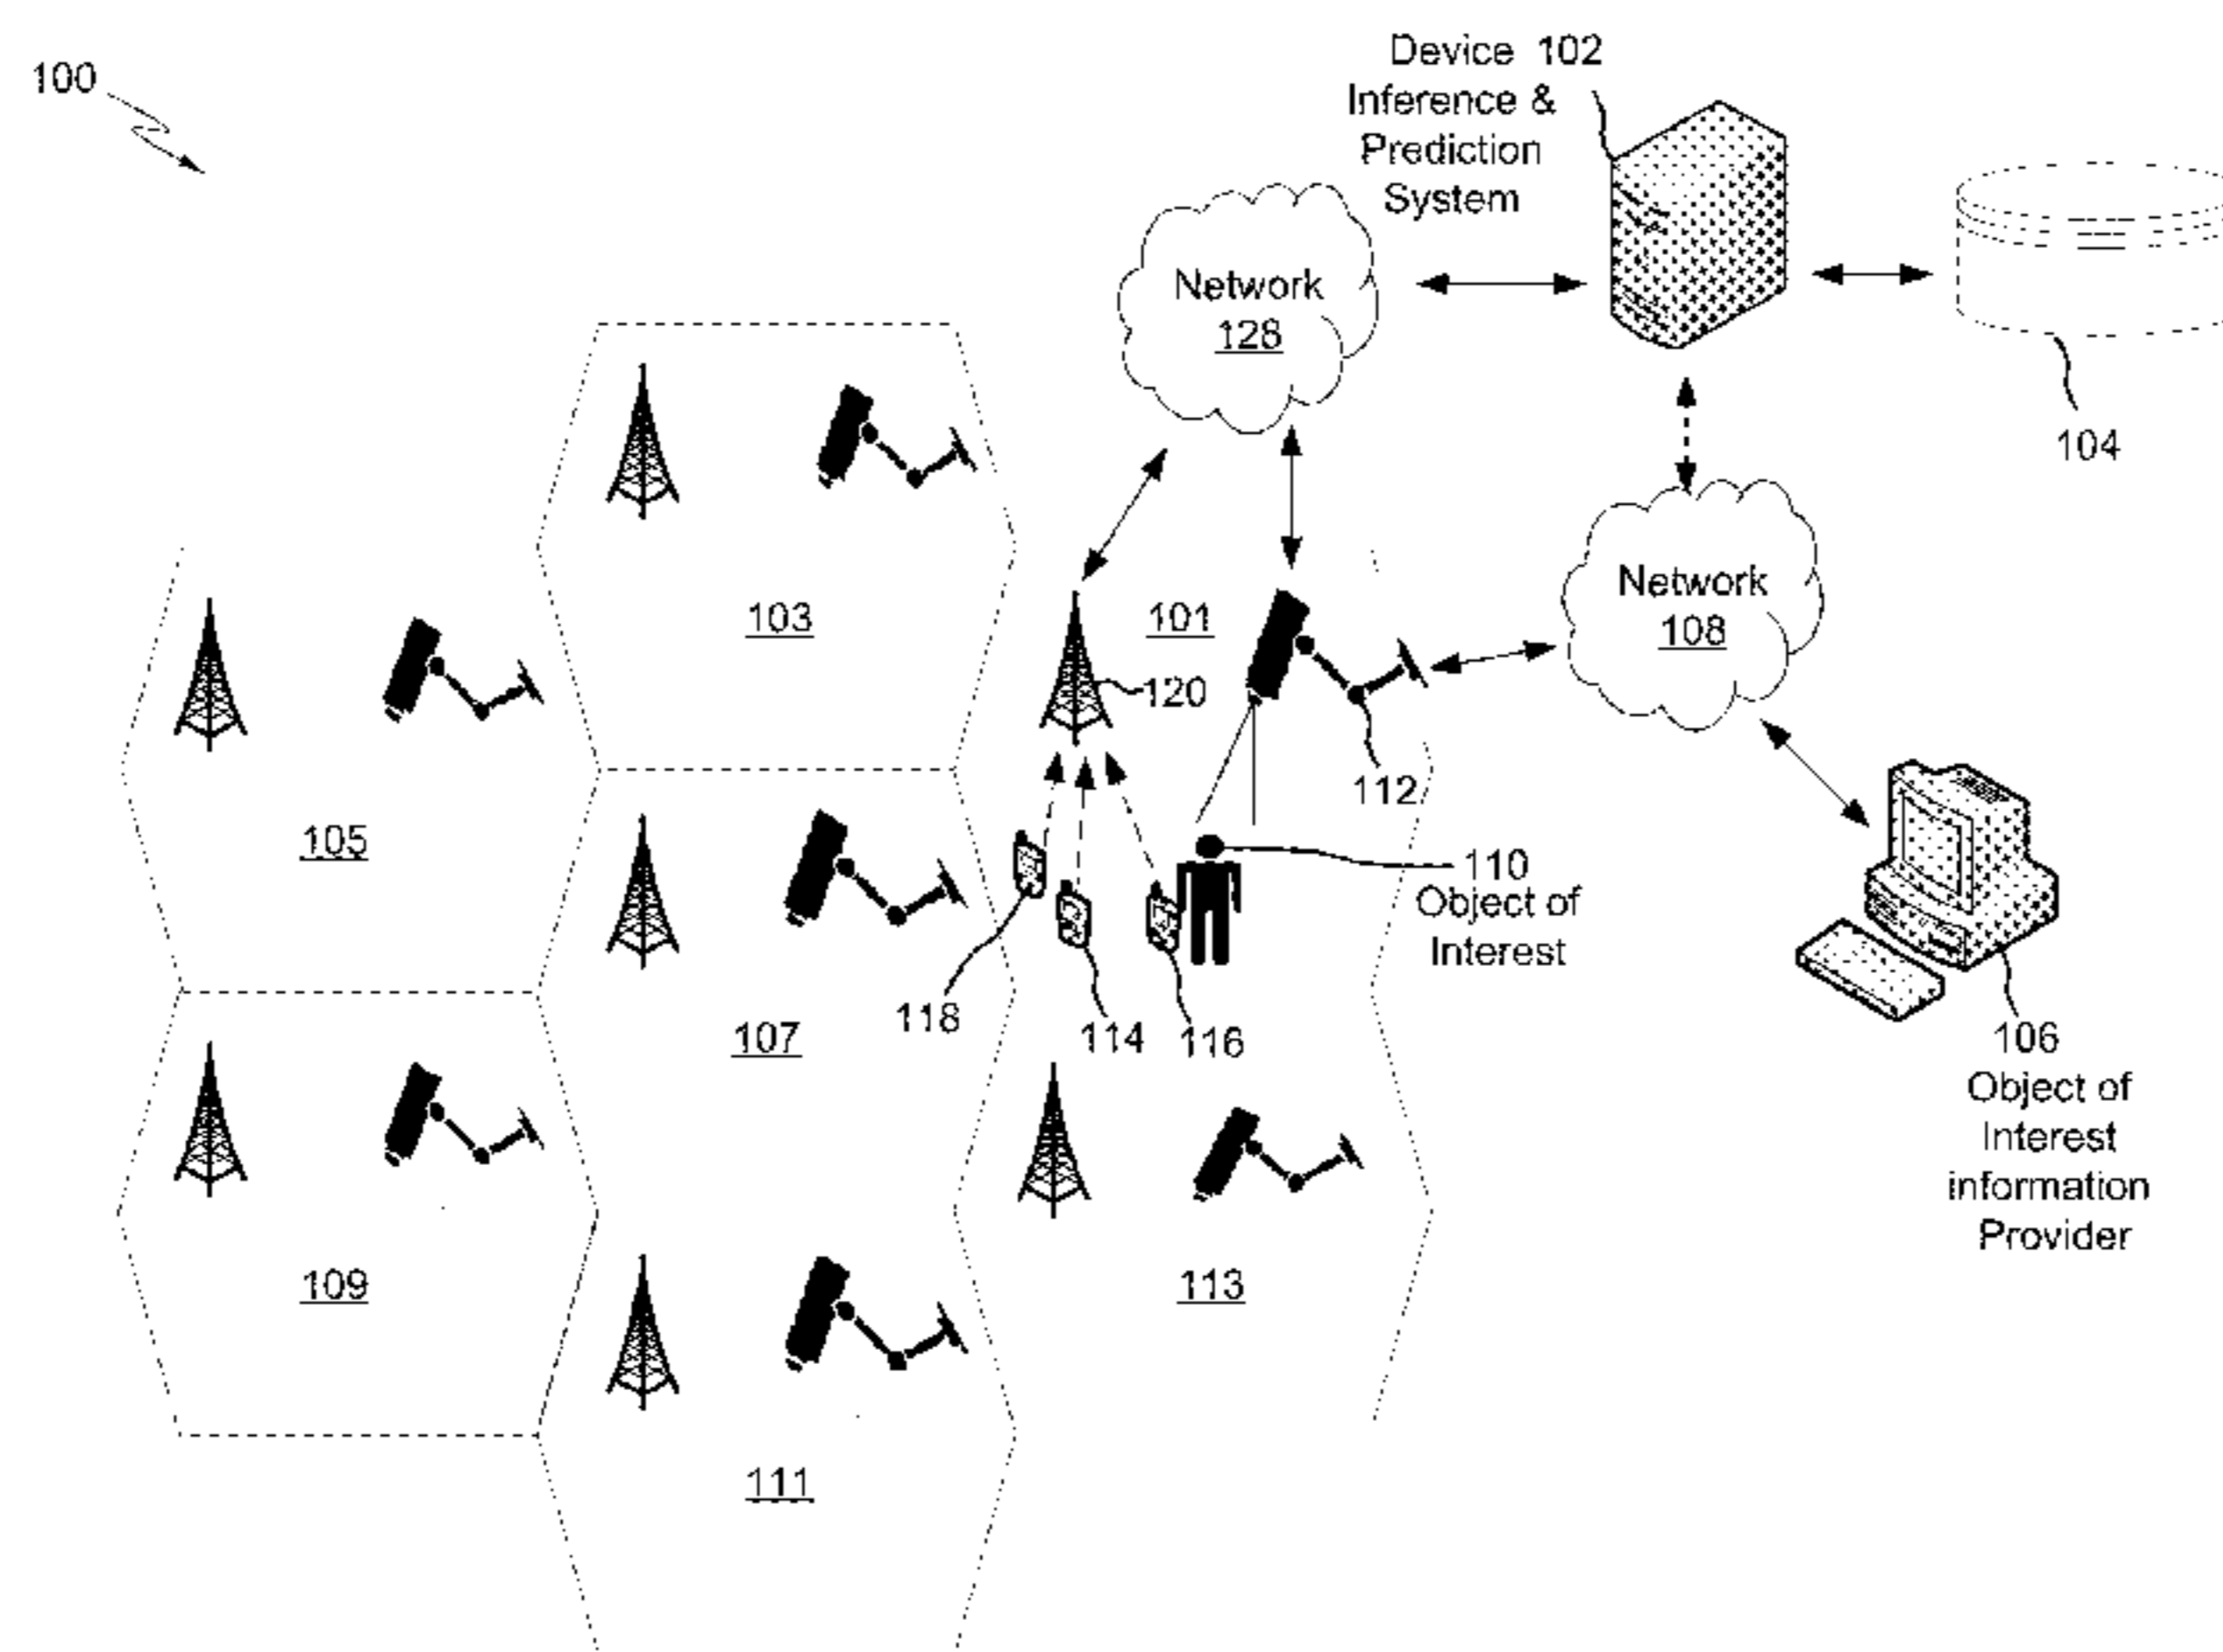 100
Device 102
Inference &
Prediction
System
Network
128
104
103
101
Network
108
120
112
105
110
Object of
Interest
118
114
116
107
106
Object of
Interest
information
Provider
109
113
111